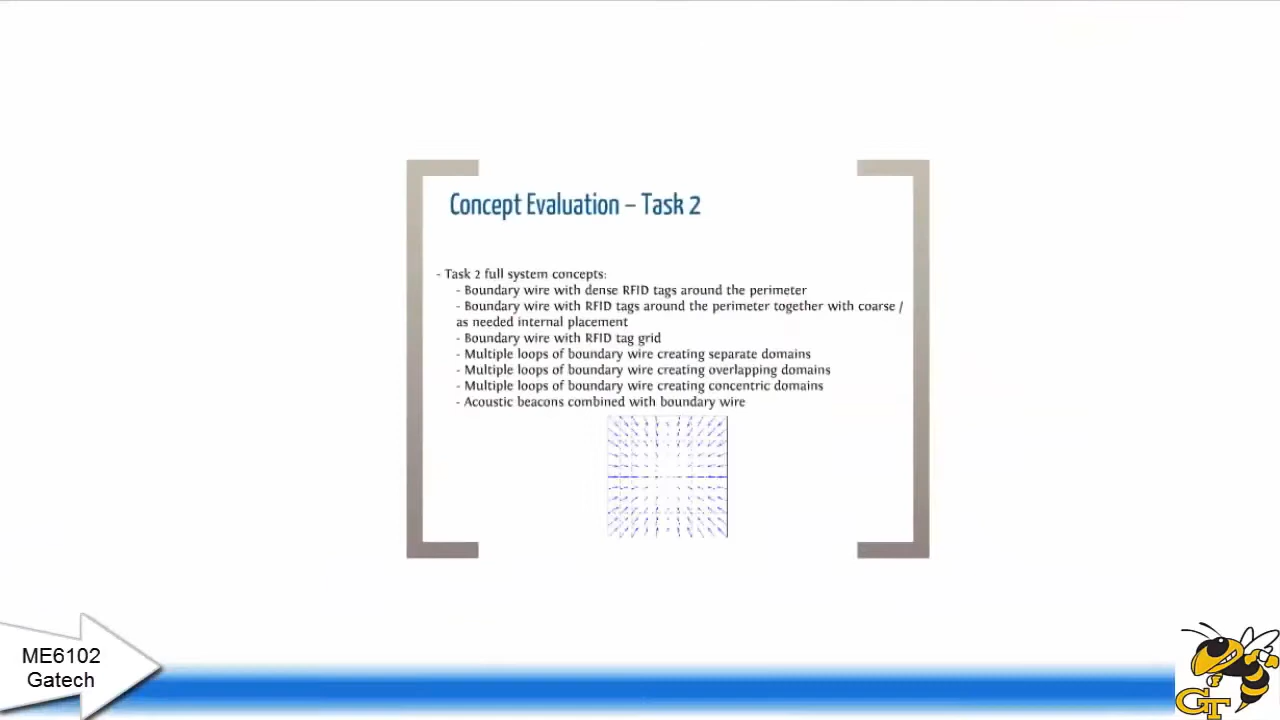 Concept Evaluation – Task 2
- Task 2 full system concepts:
- Boundary wire with dense RFID tags around the perimeter
- Boundary wire with RFID tags around the perimeter together with coarse /
as needed internal placement
- Boundary wire with RFID tag grid
- Multiple loops of boundary wire creating separate domains
- Multiple loops of boundary wire creating overlapping domains
- Multiple loops of boundary wire creating concentric domains
- Acoustic beacons combined with boundary wire
ME6102
Gatech
GT